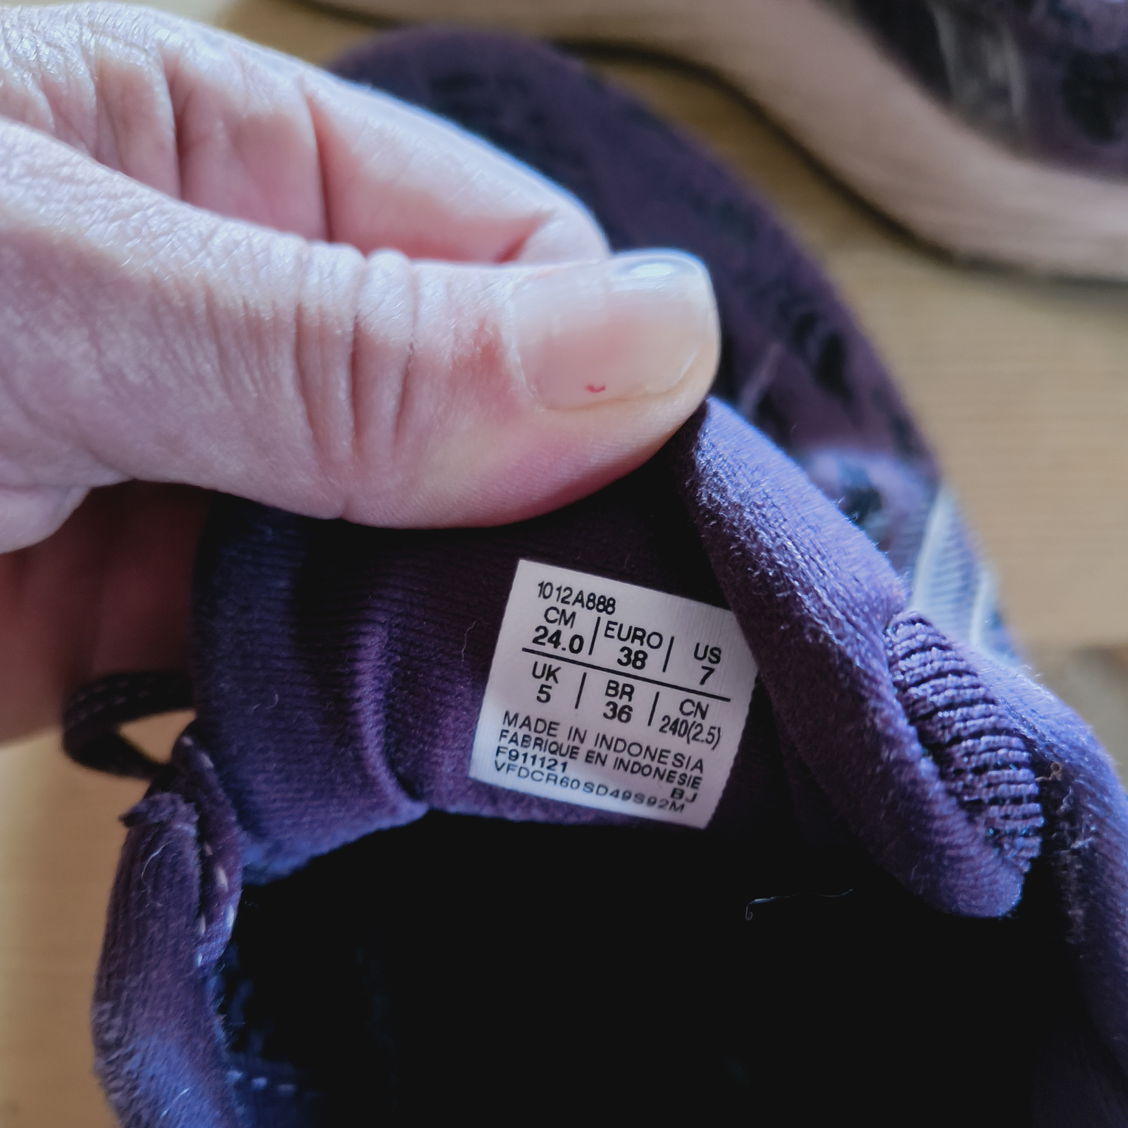 1012A888
CM EURO US
24.0 38 7
UK BR CN
5 36 240(2.5)
MADE IN INDONESIA
FABRIQUE EN INDONESIE
F911121 BJ
VFDCR60SD49S92M